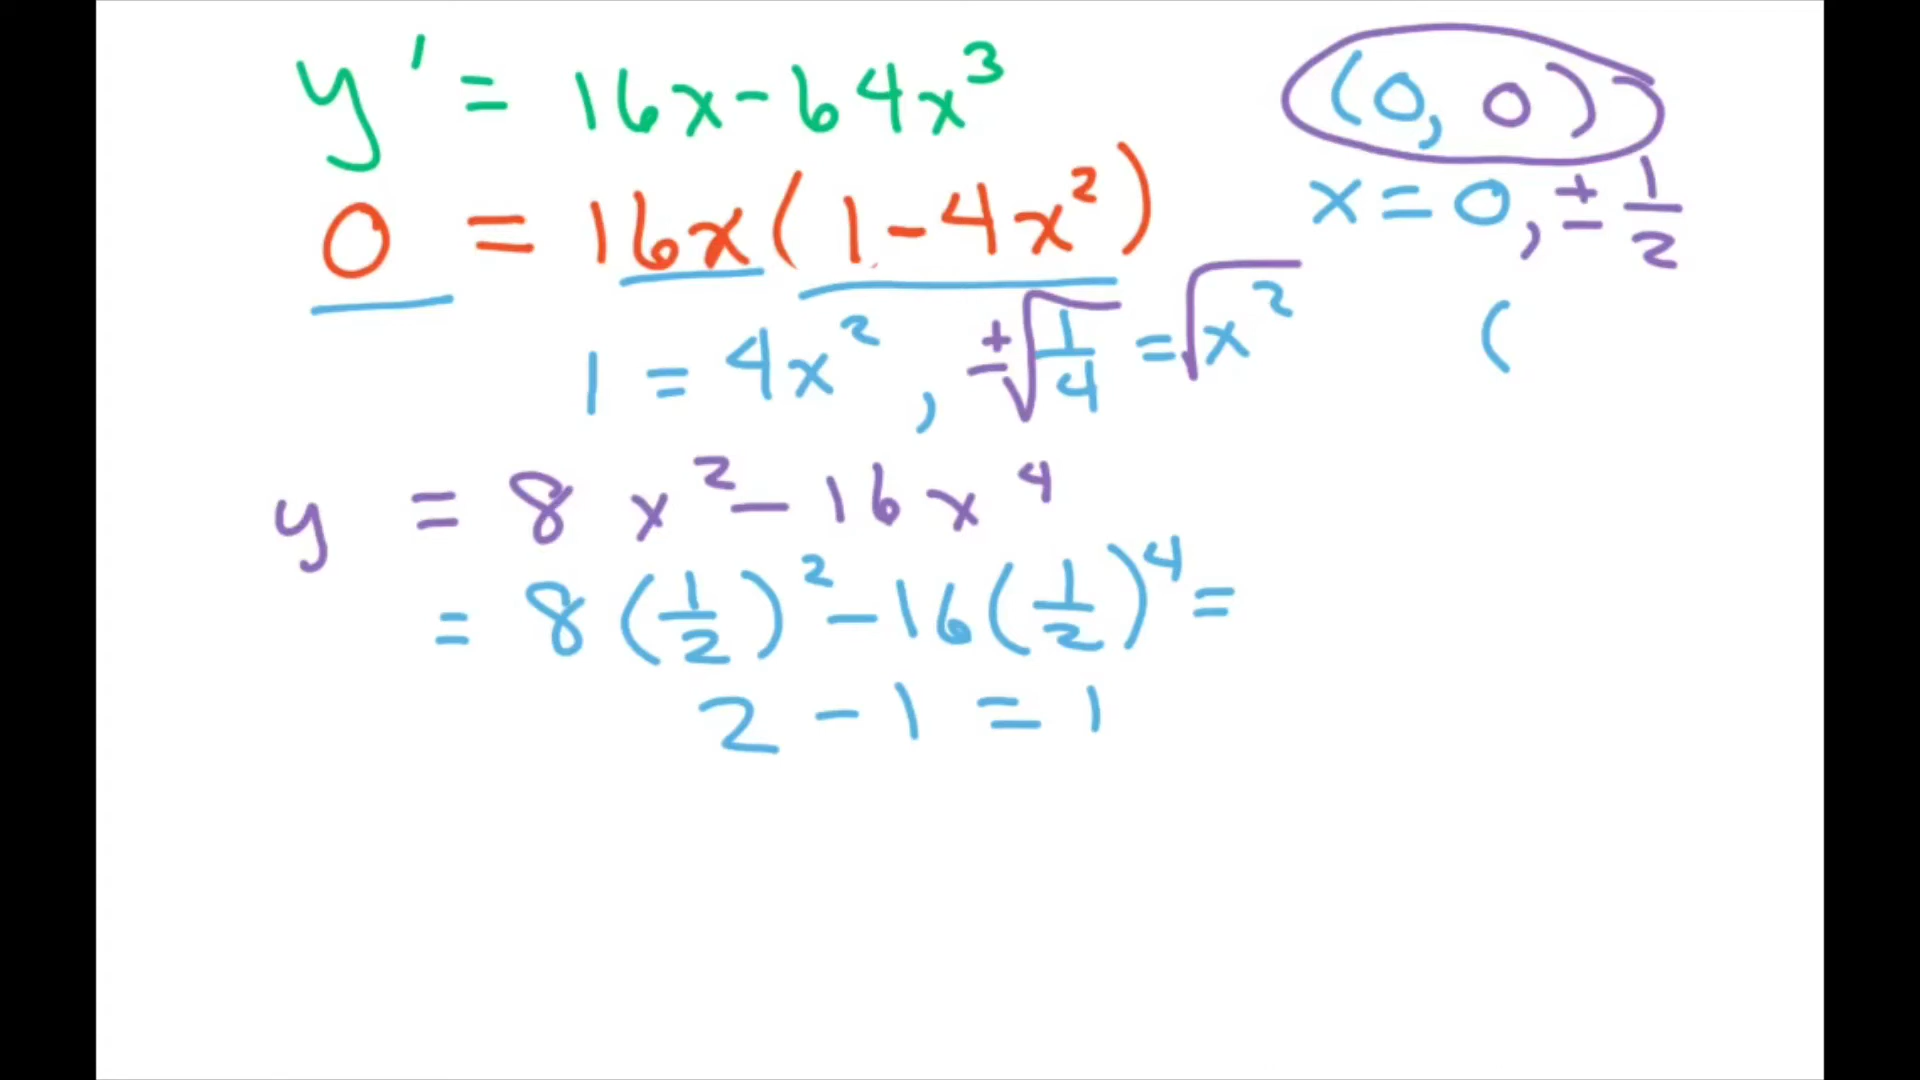 y' = 16x - 64x³
(0, 0)
0 = 16x(1 - 4x²)
x = 0, ± 1/2
1 = 4x², ±√(1/4) = √x²
(
y = 8x² - 16x⁴
= 8(1/2)² - 16(1/2)⁴ =
2 - 1 = 1